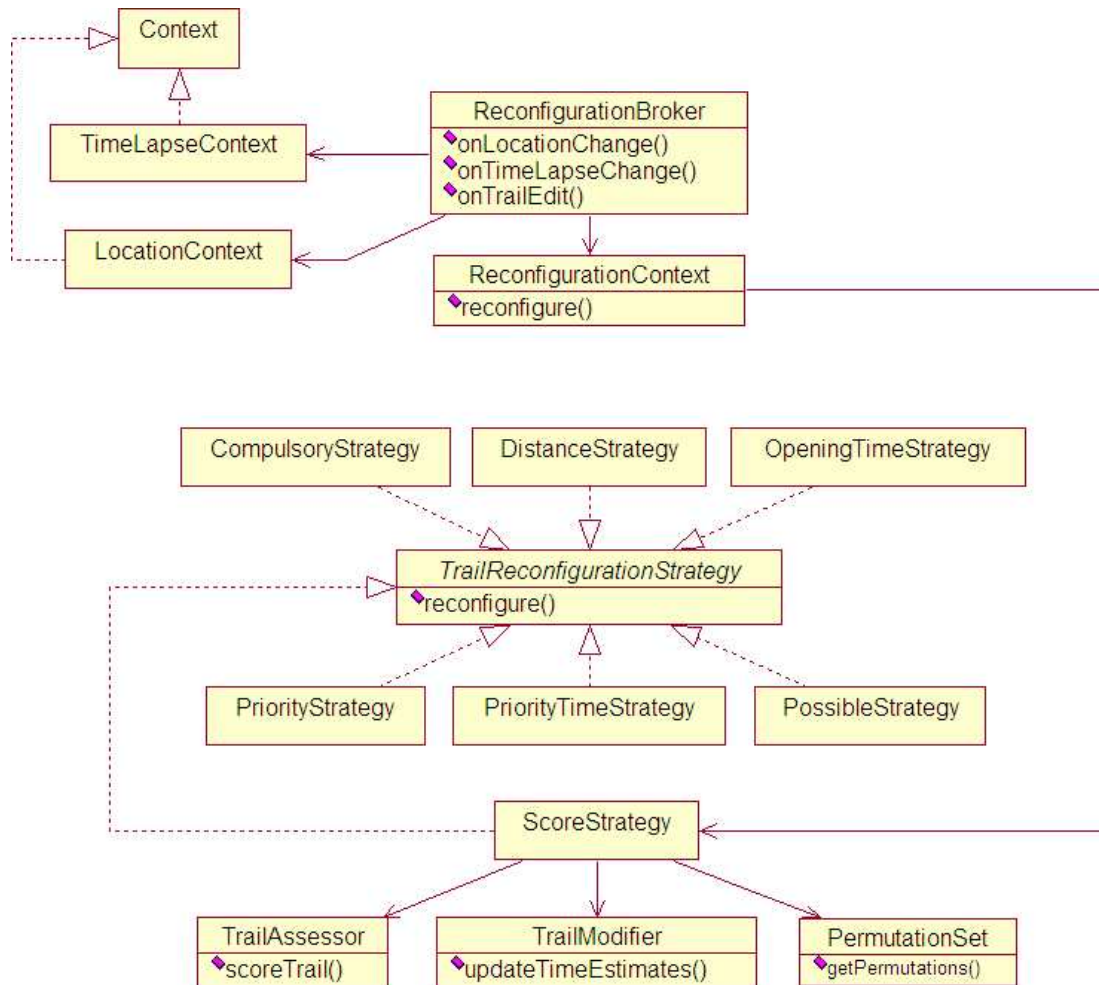 Context
ReconfigurationBroker
onLocationChange()
onTimeLapseChange()
onTrailEdit()
TimeLapseContext
LocationContext
ReconfigurationContext
reconfigure()
CompulsoryStrategy
DistanceStrategy
OpeningTimeStrategy
TrailReconfigurationStrategy
reconfigure()
PriorityStrategy
PriorityTimeStrategy
PossibleStrategy
ScoreStrategy
TrailAssessor
scoreTrail()
TrailModifier
updateTimeEstimates()
PermutationSet
getPermutations()